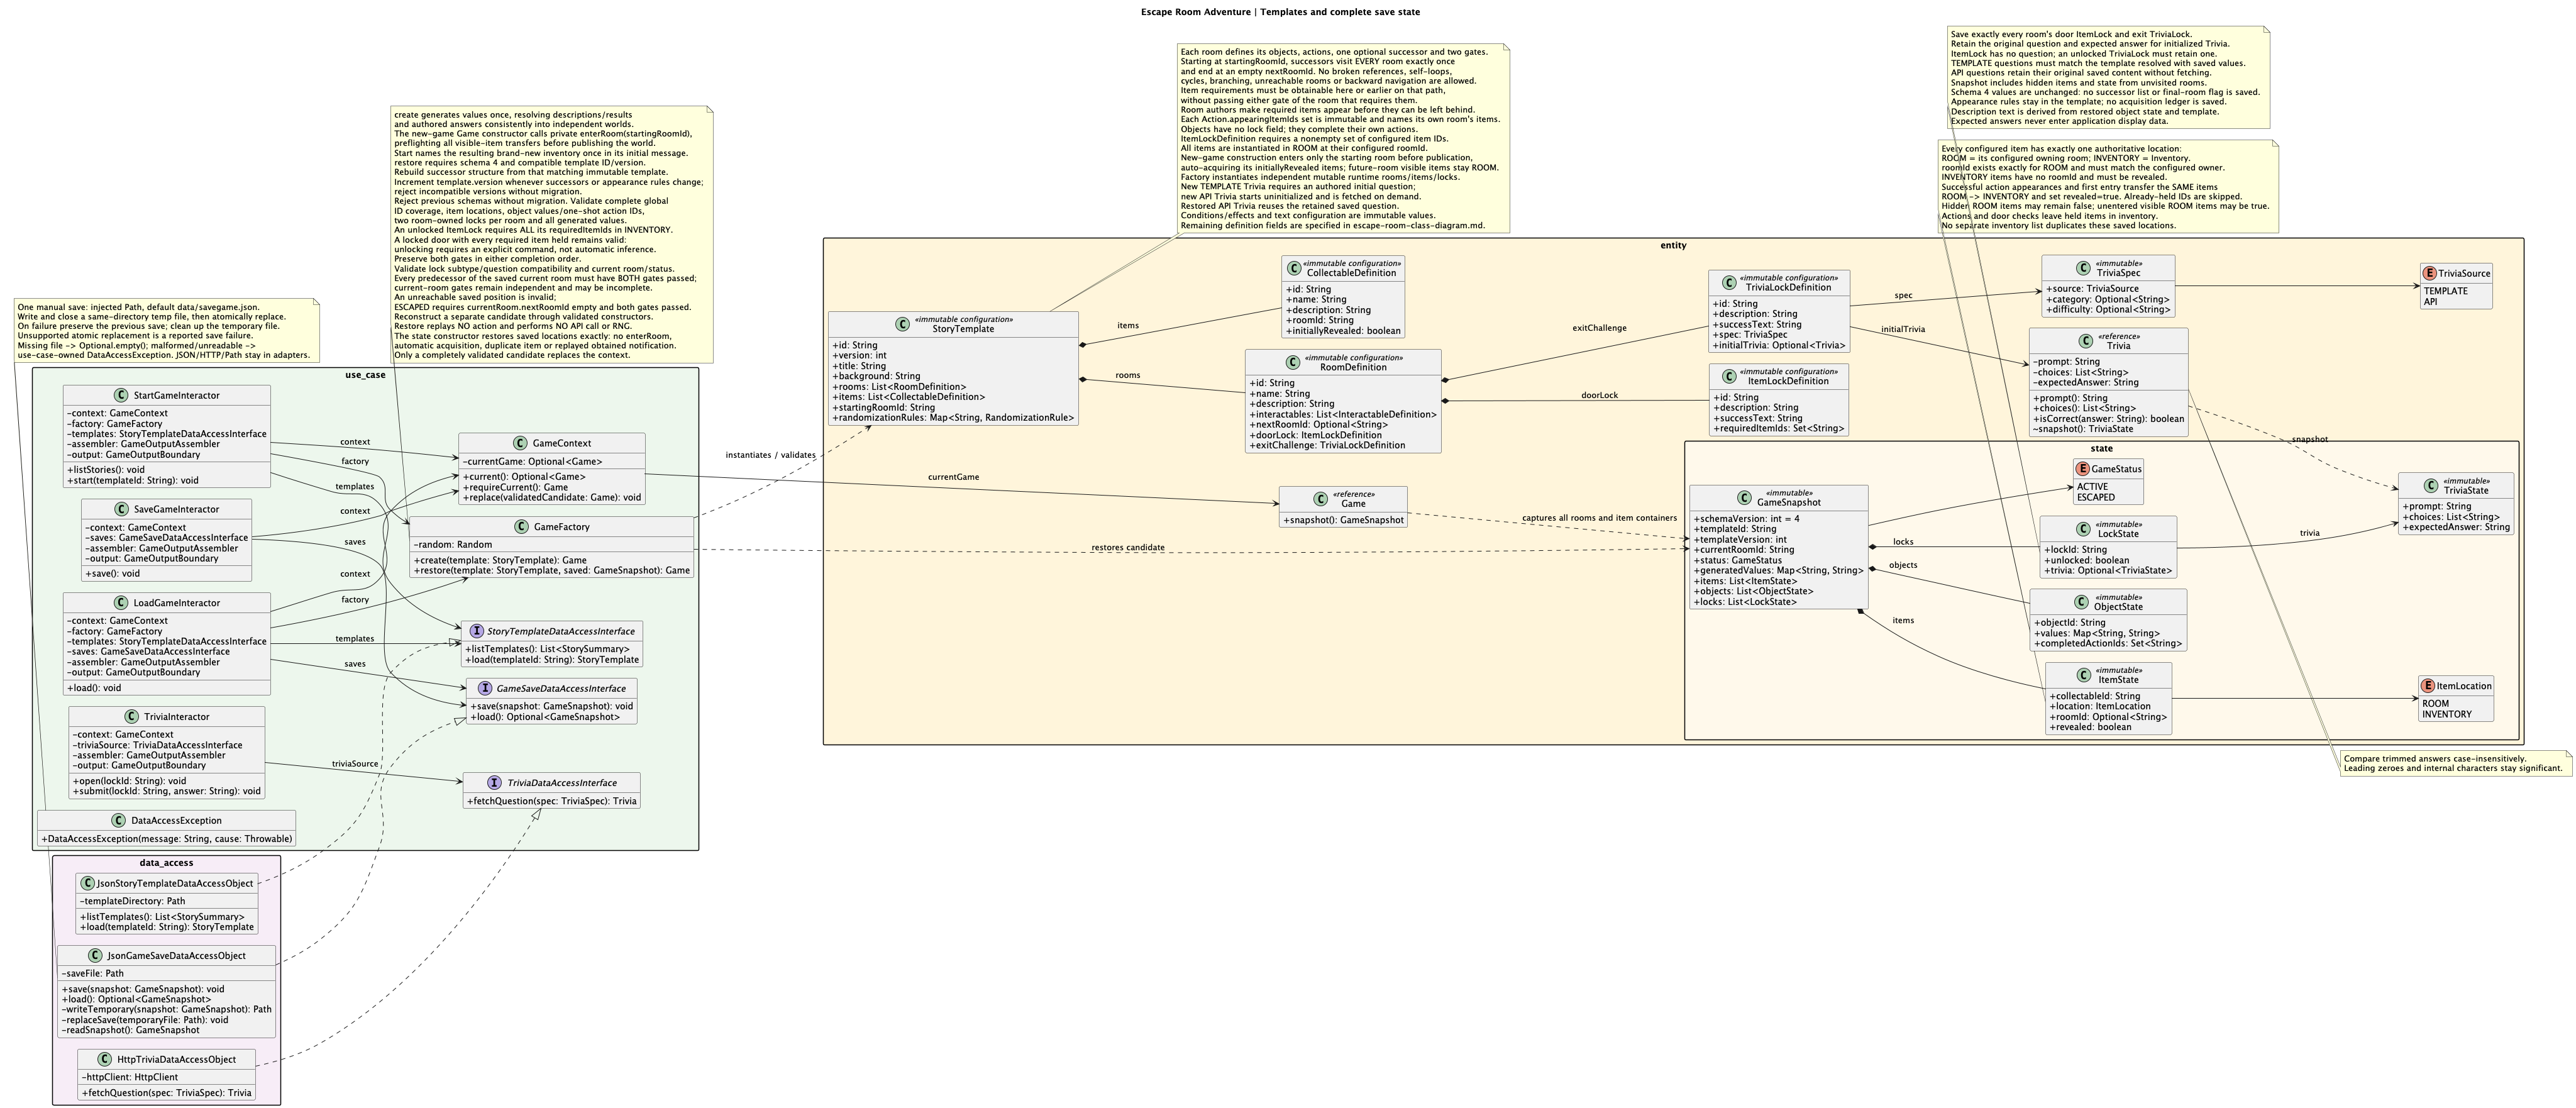 Escape Room Adventure | Templates and complete save state
Save exactly every room's door ItemLock and exit TriviaLock.
Retain the original question and expected answer for initialized Trivia.
ItemLock has no question; an unlocked TriviaLock must retain one.
TEMPLATE questions must match the template resolved with saved values.
API questions retain their original saved content without fetching.
Snapshot includes hidden items and state from unvisited rooms.
Schema 4 values are unchanged: no successor list or final-room flag is saved.
Appearance rules stay in the template; no acquisition ledger is saved.
Description text is derived from restored object state and template.
Expected answers never enter application display data.
Each room defines its objects, actions, one optional successor and two gates.
Starting at startingRoomId, successors visit EVERY room exactly once
and end at an empty nextRoomId. No broken references, self-loops,
cycles, branching, unreachable rooms or backward navigation are allowed.
Item requirements must be obtainable here or earlier on that path,
without passing either gate of the room that requires them.
Room authors make required items appear before they can be left behind.
Each Action.appearingItemIds set is immutable and names its own room's items.
Objects have no lock field; they complete their own actions.
ItemLockDefinition requires a nonempty set of configured item IDs.
All items are instantiated in ROOM at their configured roomId.
New-game construction enters only the starting room before publication,
auto-acquiring its initiallyRevealed items; future-room visible items stay ROOM.
Factory instantiates independent mutable runtime rooms/items/locks.
New TEMPLATE Trivia requires an authored initial question;
new API Trivia starts uninitialized and is fetched on demand.
Restored API Trivia reuses the retained saved question.
Conditions/effects and text configuration are immutable values.
Remaining definition fields are specified in escape-room-class-diagram.md.
Every configured item has exactly one authoritative location:
ROOM = its configured owning room; INVENTORY = Inventory.
roomId exists exactly for ROOM and must match the configured owner.
INVENTORY items have no roomId and must be revealed.
Successful action appearances and first entry transfer the SAME items
ROOM -> INVENTORY and set revealed=true. Already-held IDs are skipped.
Hidden ROOM items may remain false; unentered visible ROOM items may be true.
Actions and door checks leave held items in inventory.
No separate inventory list duplicates these saved locations.
create generates values once, resolving descriptions/results
and authored answers consistently into independent worlds.
The new-game Game constructor calls private enterRoom(startingRoomId),
preflighting all visible-item transfers before publishing the world.
Start names the resulting brand-new inventory once in its initial message.
restore requires schema 4 and compatible template ID/version.
Rebuild successor structure from that matching immutable template.
Increment template.version whenever successors or appearance rules change;
reject incompatible versions without migration.
Reject previous schemas without migration. Validate complete global
ID coverage, item locations, object values/one-shot action IDs,
two room-owned locks per room and all generated values.
An unlocked ItemLock requires ALL its requiredItemIds in INVENTORY.
A locked door with every required item held remains valid:
unlocking requires an explicit command, not automatic inference.
Preserve both gates in either completion order.
Validate lock subtype/question compatibility and current room/status.
Every predecessor of the saved current room must have BOTH gates passed;
current-room gates remain independent and may be incomplete.
An unreachable saved position is invalid;
ESCAPED requires currentRoom.nextRoomId empty and both gates passed.
Reconstruct a separate candidate through validated constructors.
Restore replays NO action and performs NO API call or RNG.
The state constructor restores saved locations exactly: no enterRoom,
automatic acquisition, duplicate item or replayed obtained notification.
Only a completely validated candidate replaces the context.
One manual save: injected Path, default data/savegame.json.
Write and close a same-directory temp file, then atomically replace.
On failure preserve the previous save; clean up the temporary file.
Unsupported atomic replacement is a reported save failure.
Missing file -> Optional.empty(); malformed/unreadable ->
use-case-owned DataAccessException. JSON/HTTP/Path stay in adapters.
use_case
C StartGameInteractor
-context: GameContext
-factory: GameFactory
-templates: StoryTemplateDataAccessInterface
-assembler: GameOutputAssembler
-output: GameOutputBoundary
+listStories(): void
+start(templateId: String): void
C SaveGameInteractor
-context: GameContext
-saves: GameSaveDataAccessInterface
-assembler: GameOutputAssembler
-output: GameOutputBoundary
+save(): void
C LoadGameInteractor
-context: GameContext
-factory: GameFactory
-templates: StoryTemplateDataAccessInterface
-saves: GameSaveDataAccessInterface
-assembler: GameOutputAssembler
-output: GameOutputBoundary
+load(): void
C TriviaInteractor
-context: GameContext
-triviaSource: TriviaDataAccessInterface
-assembler: GameOutputAssembler
-output: GameOutputBoundary
+open(lockId: String): void
+submit(lockId: String, answer: String): void
C DataAccessException
+DataAccessException(message: String, cause: Throwable)
context
factory
templates
context
saves
context
factory
templates
saves
triviaSource
C GameContext
-currentGame: Optional<Game>
+current(): Optional<Game>
+requireCurrent(): Game
+replace(validatedCandidate: Game): void
C GameFactory
-random: Random
+create(template: StoryTemplate): Game
+restore(template: StoryTemplate, saved: GameSnapshot): Game
I StoryTemplateDataAccessInterface
+listTemplates(): List<StorySummary>
+load(templateId: String): StoryTemplate
I GameSaveDataAccessInterface
+save(snapshot: GameSnapshot): void
+load(): Optional<GameSnapshot>
I TriviaDataAccessInterface
+fetchQuestion(spec: TriviaSpec): Trivia
data_access
C JsonStoryTemplateDataAccessObject
-templateDirectory: Path
+listTemplates(): List<StorySummary>
+load(templateId: String): StoryTemplate
C JsonGameSaveDataAccessObject
-saveFile: Path
+save(snapshot: GameSnapshot): void
+load(): Optional<GameSnapshot>
-writeTemporary(snapshot: GameSnapshot): Path
-replaceSave(temporaryFile: Path): void
-readSnapshot(): GameSnapshot
C HttpTriviaDataAccessObject
-httpClient: HttpClient
+fetchQuestion(spec: TriviaSpec): Trivia
instantiates / validates
currentGame
restores candidate
entity
C «immutable configuration»
StoryTemplate
+id: String
+version: int
+title: String
+background: String
+rooms: List<RoomDefinition>
+items: List<CollectableDefinition>
+startingRoomId: String
+randomizationRules: Map<String, RandomizationRule>
items
rooms
C «immutable configuration»
CollectableDefinition
+id: String
+name: String
+description: String
+roomId: String
+initiallyRevealed: boolean
C «immutable configuration»
RoomDefinition
+id: String
+name: String
+description: String
+interactables: List<InteractableDefinition>
+nextRoomId: Optional<String>
+doorLock: ItemLockDefinition
+exitChallenge: TriviaLockDefinition
C «reference»
Game
+snapshot(): GameSnapshot
exitChallenge
doorLock
captures all rooms and item containers
C «immutable configuration»
TriviaLockDefinition
+id: String
+description: String
+successText: String
+spec: TriviaSpec
+initialTrivia: Optional<Trivia>
C «immutable configuration»
ItemLockDefinition
+id: String
+description: String
+successText: String
+requiredItemIds: Set<String>
spec
initialTrivia
C «immutable»
TriviaSpec
+source: TriviaSource
+category: Optional<String>
+difficulty: Optional<String>
E TriviaSource
TEMPLATE
API
C «reference»
Trivia
-prompt: String
-choices: List<String>
-expectedAnswer: String
+prompt(): String
+choices(): List<String>
+isCorrect(answer: String): boolean
~snapshot(): TriviaState
snapshot
state
C «immutable»
GameSnapshot
+schemaVersion: int = 4
+templateId: String
+templateVersion: int
+currentRoomId: String
+status: GameStatus
+generatedValues: Map<String, String>
+items: List<ItemState>
+objects: List<ObjectState>
+locks: List<LockState>
locks
objects
items
E GameStatus
ACTIVE
ESCAPED
C «immutable»
LockState
+lockId: String
+unlocked: boolean
+trivia: Optional<TriviaState>
trivia
C «immutable»
TriviaState
+prompt: String
+choices: List<String>
+expectedAnswer: String
C «immutable»
ObjectState
+objectId: String
+values: Map<String, String>
+completedActionIds: Set<String>
C «immutable»
ItemState
+collectableId: String
+location: ItemLocation
+roomId: Optional<String>
+revealed: boolean
E ItemLocation
ROOM
INVENTORY
Compare trimmed answers case-insensitively.
Leading zeroes and internal characters stay significant.